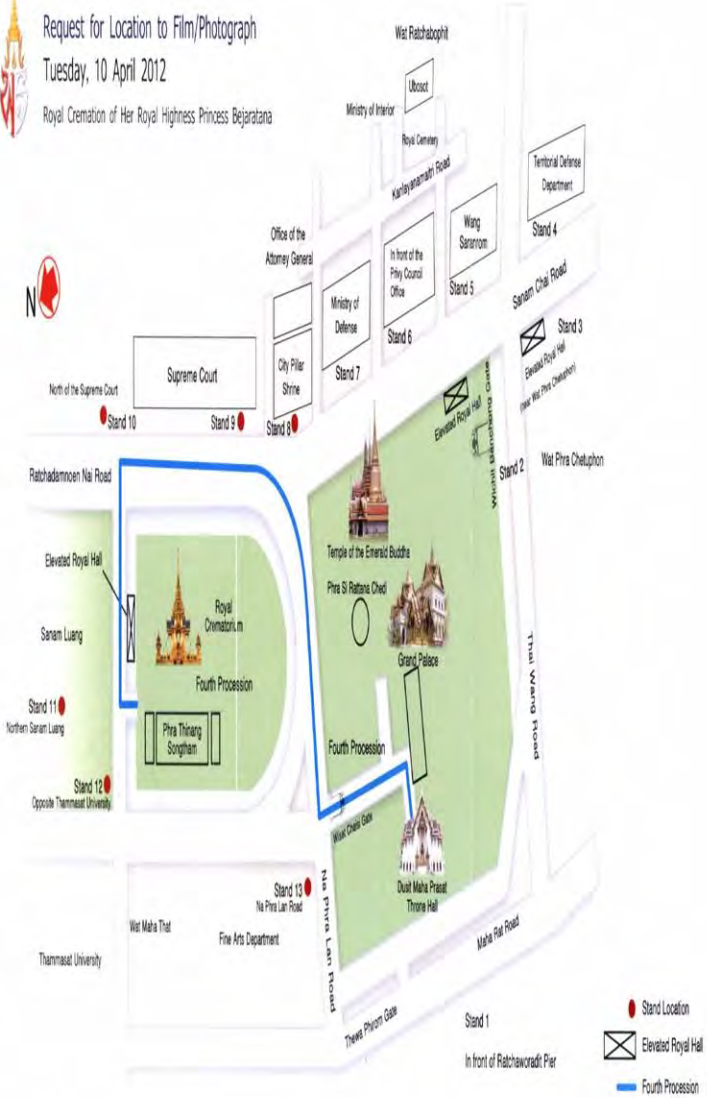 Request for Location to Film/Photograph
Tuesday, 10 April 2012
Royal Cremation of Her Royal Highness Princess Bejaratana
Wat Ratchabophit
Ubosot
Ministry of Interior
Royal Cemetery
Kanlayanamaitri Road
Territorial Defense
Department
Stand 4
Wang
Saranrom
Stand 5
Office of the
Attorney General
In front of the
Privy Council
Office
Stand 6
Sanam Chai Road
N
Ministry of
Defense
Stand 7
Stand 3
Elevated Royal Hall
(near Wat Phra Chetuphon)
Supreme Court
City Pillar
Shrine
North of the Supreme Court
Stand 10
Stand 9
Stand 8
Elevated Royal Hall
Wichit Banchong Gate
Stand 2
Wat Phra Chetuphon
Ratchadamnoen Nai Road
Temple of the Emerald Buddha
Elevated Royal Hall
Phra Si Rattana Ched
Royal
Crematorium
Sanam Luang
Grand Palace
Thai Wang Road
Fourth Procession
Stand 11
Northern Sanam Luang
Phra Thinang
Songtham
Fourth Procession
Stand 12
Opposite Thammasat University
Wiset Chaisi Gate
Dusit Maha Prasat
Throne Hall
Stand 13
Na Phra Lan Road
Na Phra Lan Road
Wat Maha That
Fine Arts Department
Maha Rat Road
Thammasat University
Thewa Phirom Gate
Stand 1
In front of Ratchaworadit Pier
Stand Location
Elevated Royal Hall
Fourth Procession